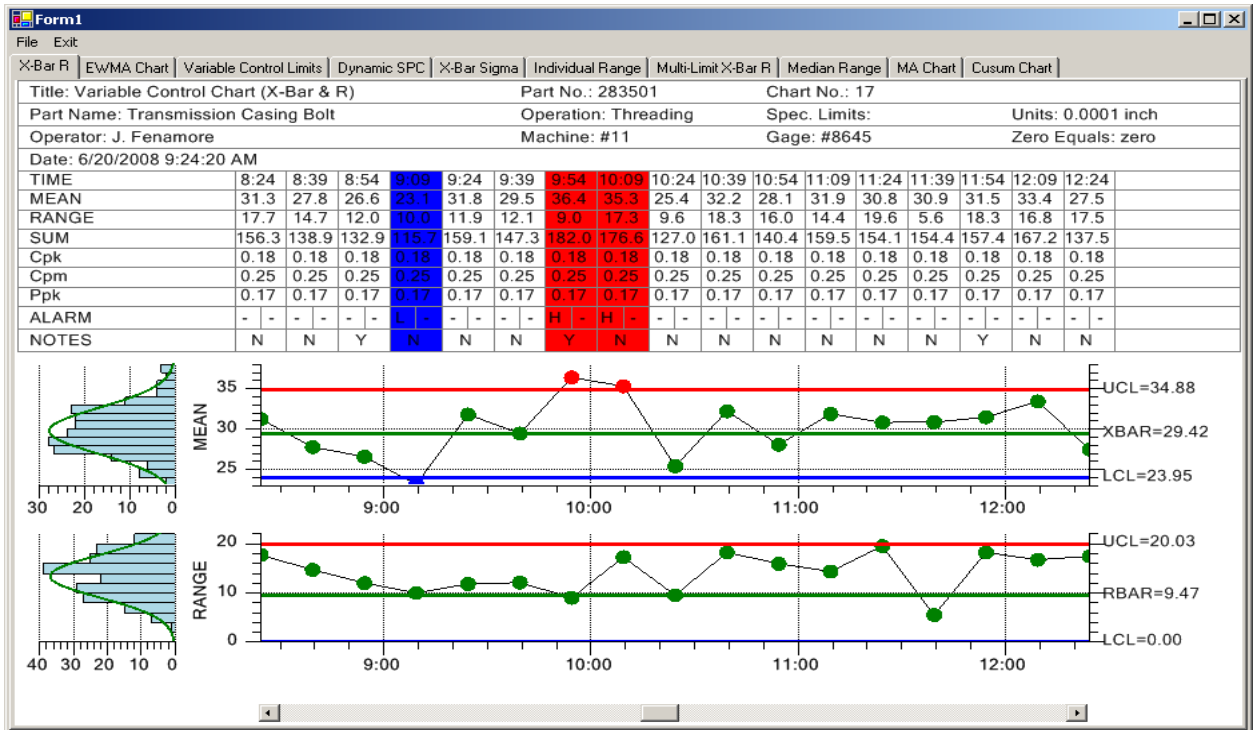 Form1
File Exit
X-Bar R EWMA Chart Variable Control Limits Dynamic SPC X-Bar Sigma Individual Range Multi-Limit X-Bar R Median Range MA Chart Cusum Chart
Title: Variable Control Chart (X-Bar & R) Part No.: 283501 Chart No.: 17
Part Name: Transmission Casing Bolt Operation: Threading Spec. Limits: Units: 0.0001 inch
Operator: J. Fenamore Machine: #11 Gage: #8645 Zero Equals: zero
Date: 6/20/2008 9:24:20 AM
TIME 8:24 8:39 8:54 9:09 9:24 9:39 9:54 10:09 10:24 10:39 10:54 11:09 11:24 11:39 11:54 12:09 12:24
MEAN 31.3 27.8 26.6 23.1 31.8 29.5 36.4 35.3 25.4 32.2 28.1 31.9 30.8 30.9 31.5 33.4 27.5
RANGE 17.7 14.7 12.0 10.0 11.9 12.1 9.0 17.3 9.6 18.3 16.0 14.4 19.6 5.6 18.3 16.8 17.5
SUM 156.3 138.9 132.9 115.7 159.1 147.3 182.0 176.6 127.0 161.1 140.4 159.5 154.1 154.4 157.4 167.2 137.5
Cpk 0.18 0.18 0.18 0.18 0.18 0.18 0.18 0.18 0.18 0.18 0.18 0.18 0.18 0.18 0.18 0.18 0.18
Cpm 0.25 0.25 0.25 0.25 0.25 0.25 0.25 0.25 0.25 0.25 0.25 0.25 0.25 0.25 0.25 0.25 0.25
Ppk 0.17 0.17 0.17 0.17 0.17 0.17 0.17 0.17 0.17 0.17 0.17 0.17 0.17 0.17 0.17 0.17 0.17
ALARM - - - - - - L - - - - - H - H - - - - - - - - - - - - - - - - - - -
NOTES N N Y N N N Y N N N N N N N Y N N
MEAN
35
30
25
UCL=34.88
XBAR=29.42
LCL=23.95
30 20 10 0
9:00 10:00 11:00 12:00
RANGE
20
10
0
UCL=20.03
RBAR=9.47
LCL=0.00
40 30 20 10 0
9:00 10:00 11:00 12:00